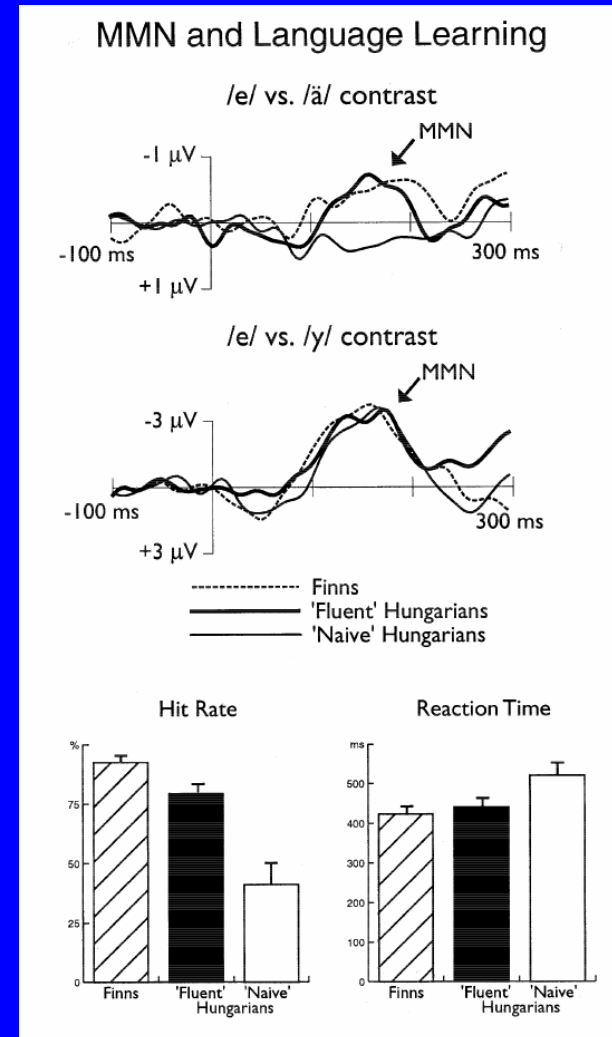 MMN and Language Learning
/e/ vs. /ä/ contrast
MMN
-1 µV
-100 ms
300 ms
+1 µV
/e/ vs. /y/ contrast
MMN
-3 µV
-100 ms
300 ms
+3 µV
Finns
'Fluent' Hungarians
'Naive' Hungarians
Hit Rate
%
75
50
25
0
Finns 'Fluent' 'Naive'
Hungarians
Reaction Time
ms
500
400
300
200
100
0
Finns 'Fluent' 'Naive'
Hungarians